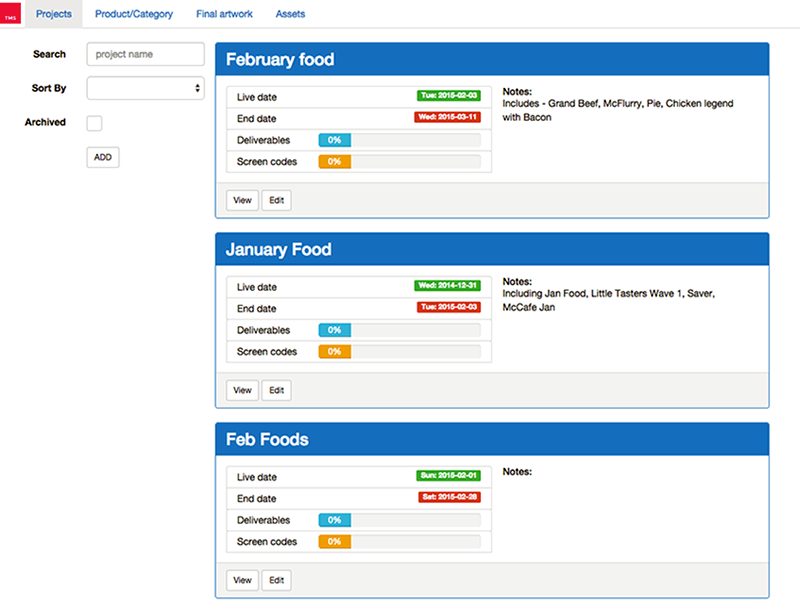 TMS
Projects Product/Category Final artwork Assets
Search project name
Sort By
Archived
ADD
February food
Live date Tue: 2015-02-03
End date Wed: 2015-03-11
Deliverables 0%
Screen codes 0%
Notes:
Includes - Grand Beef, McFlurry, Pie, Chicken legend
with Bacon
View Edit
January Food
Live date Wed: 2014-12-31
End date Tue: 2015-02-03
Deliverables 0%
Screen codes 0%
Notes:
Including Jan Food, Little Tasters Wave 1, Saver,
McCafe Jan
View Edit
Feb Foods
Live date Sun: 2015-02-01
End date Sat: 2015-02-28
Deliverables 0%
Screen codes 0%
Notes:
View Edit